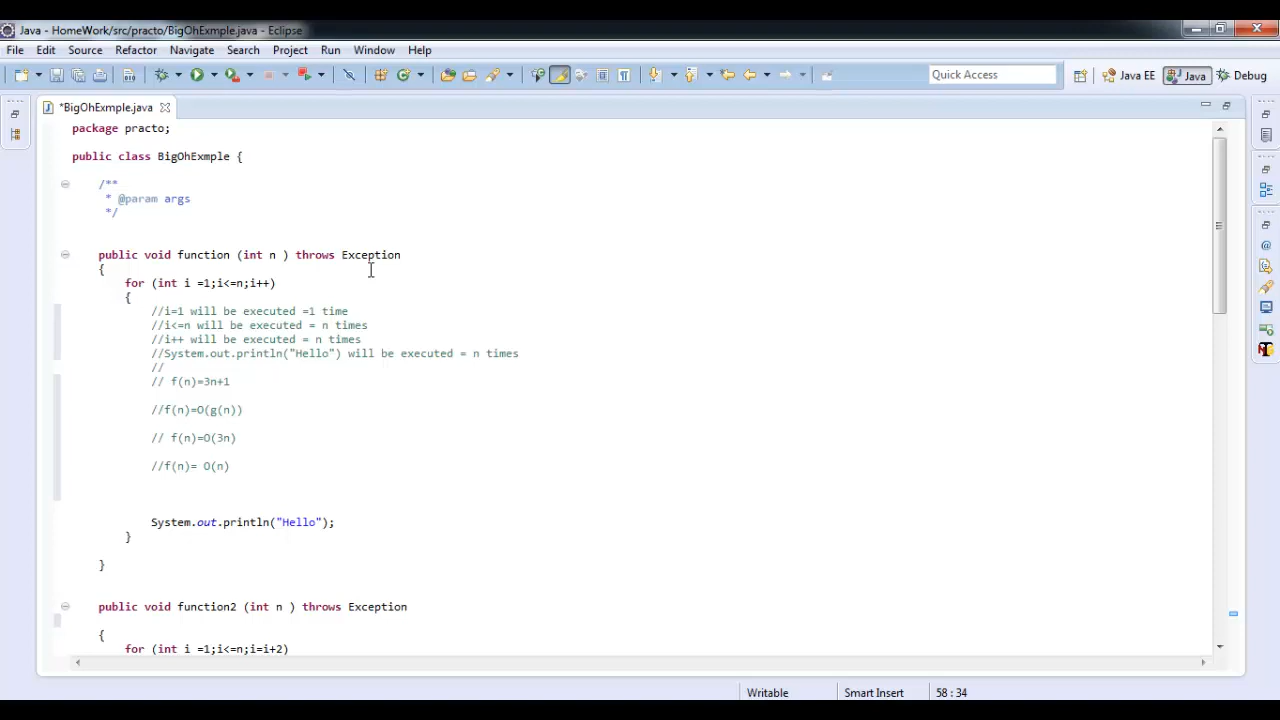 Java - HomeWork/src/practo/BigOhExmple.java - Eclipse
File Edit Source Refactor Navigate Search Project Run Window Help
Quick Access Java EE Java Debug
*BigOhExmple.java
package practo;
public class BigOhExmple {
/**
* @param args
*/
public void function (int n ) throws Exception
{
for (int i =1;i<=n;i++)
{
//i=1 will be executed =1 time
//i<=n will be executed = n times
//i++ will be executed = n times
//System.out.println("Hello") will be executed = n times
//
// f(n)=3n+1
//f(n)=O(g(n))
// f(n)=O(3n)
//f(n)= O(n)
System.out.println("Hello");
}
}
public void function2 (int n ) throws Exception
{
for (int i =1;i<=n;i=i+2)
Writable Smart Insert 58 : 34